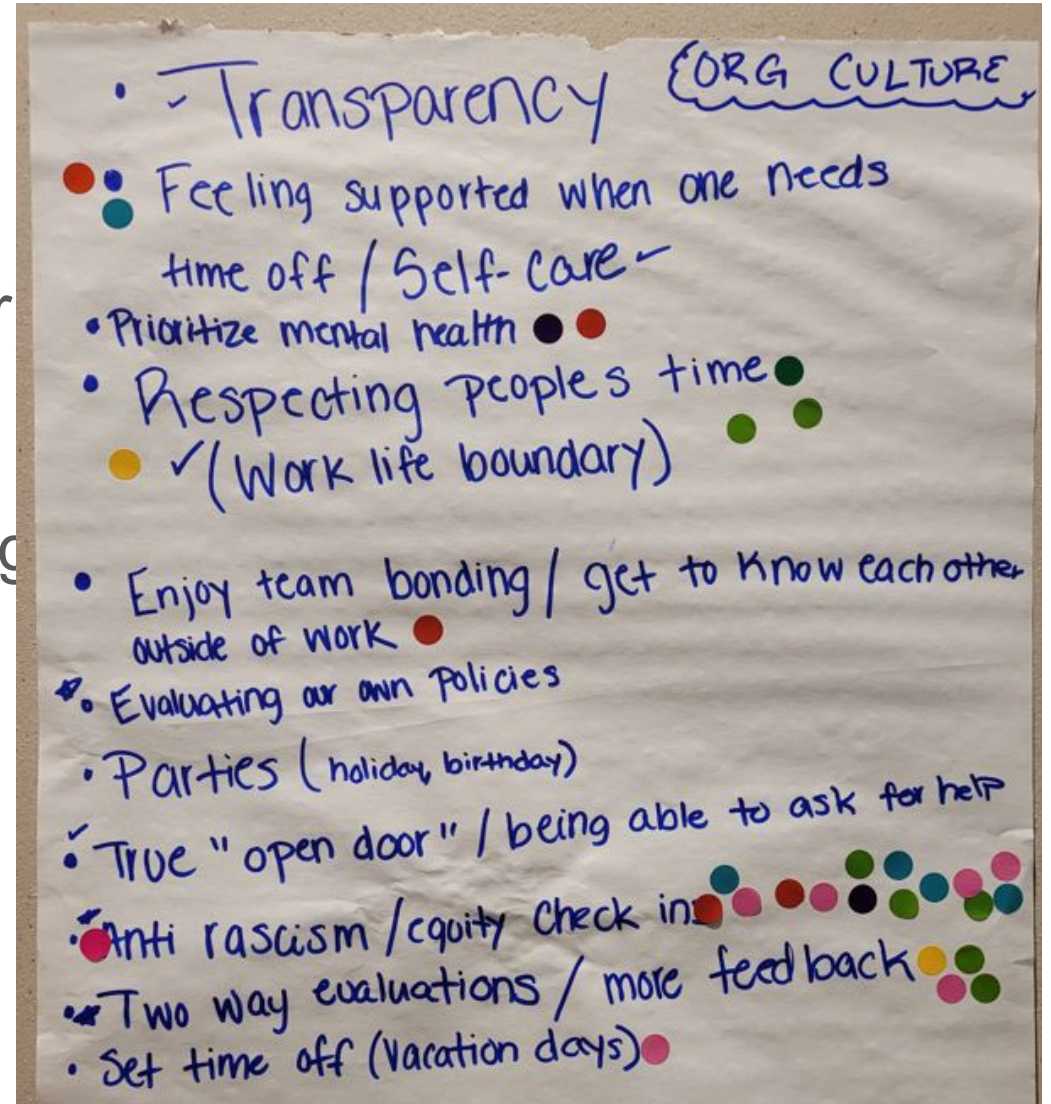 ORG CULTURE
• Transparency
• Feeling supported when one needs
time off / Self-care
• Prioritize mental health
• Respecting peoples time
✓ (Work life boundary)
• Enjoy team bonding / get to know each other
outside of work
• Evaluating our own policies
• Parties (holiday, birthday)
• True "open door" / being able to ask for help
• Anti rascism / equity check ins
• Two way evaluations / more feedback
• Set time off (vacation days)
r
g